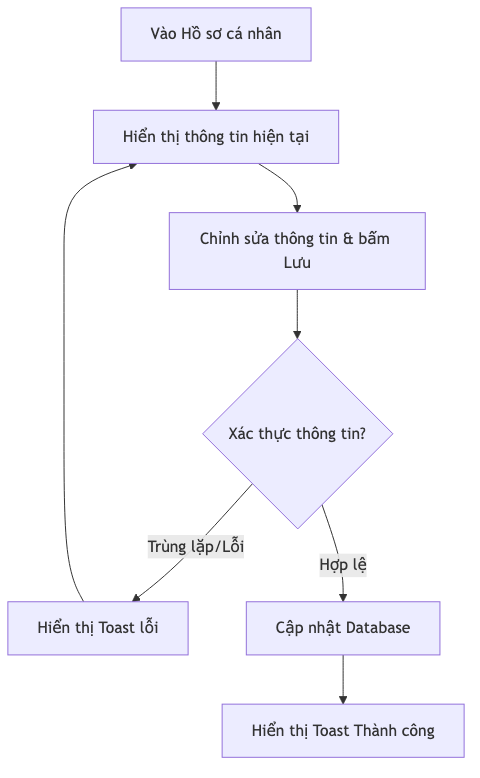 Vào Hồ sơ cá nhân
Hiển thị thông tin hiện tại
Chỉnh sửa thông tin & bấm
Lưu
Xác thực thông tin?
Trùng lặp/Lỗi
Hợp lệ
Hiển thị Toast lỗi
Cập nhật Database
Hiển thị Toast Thành công